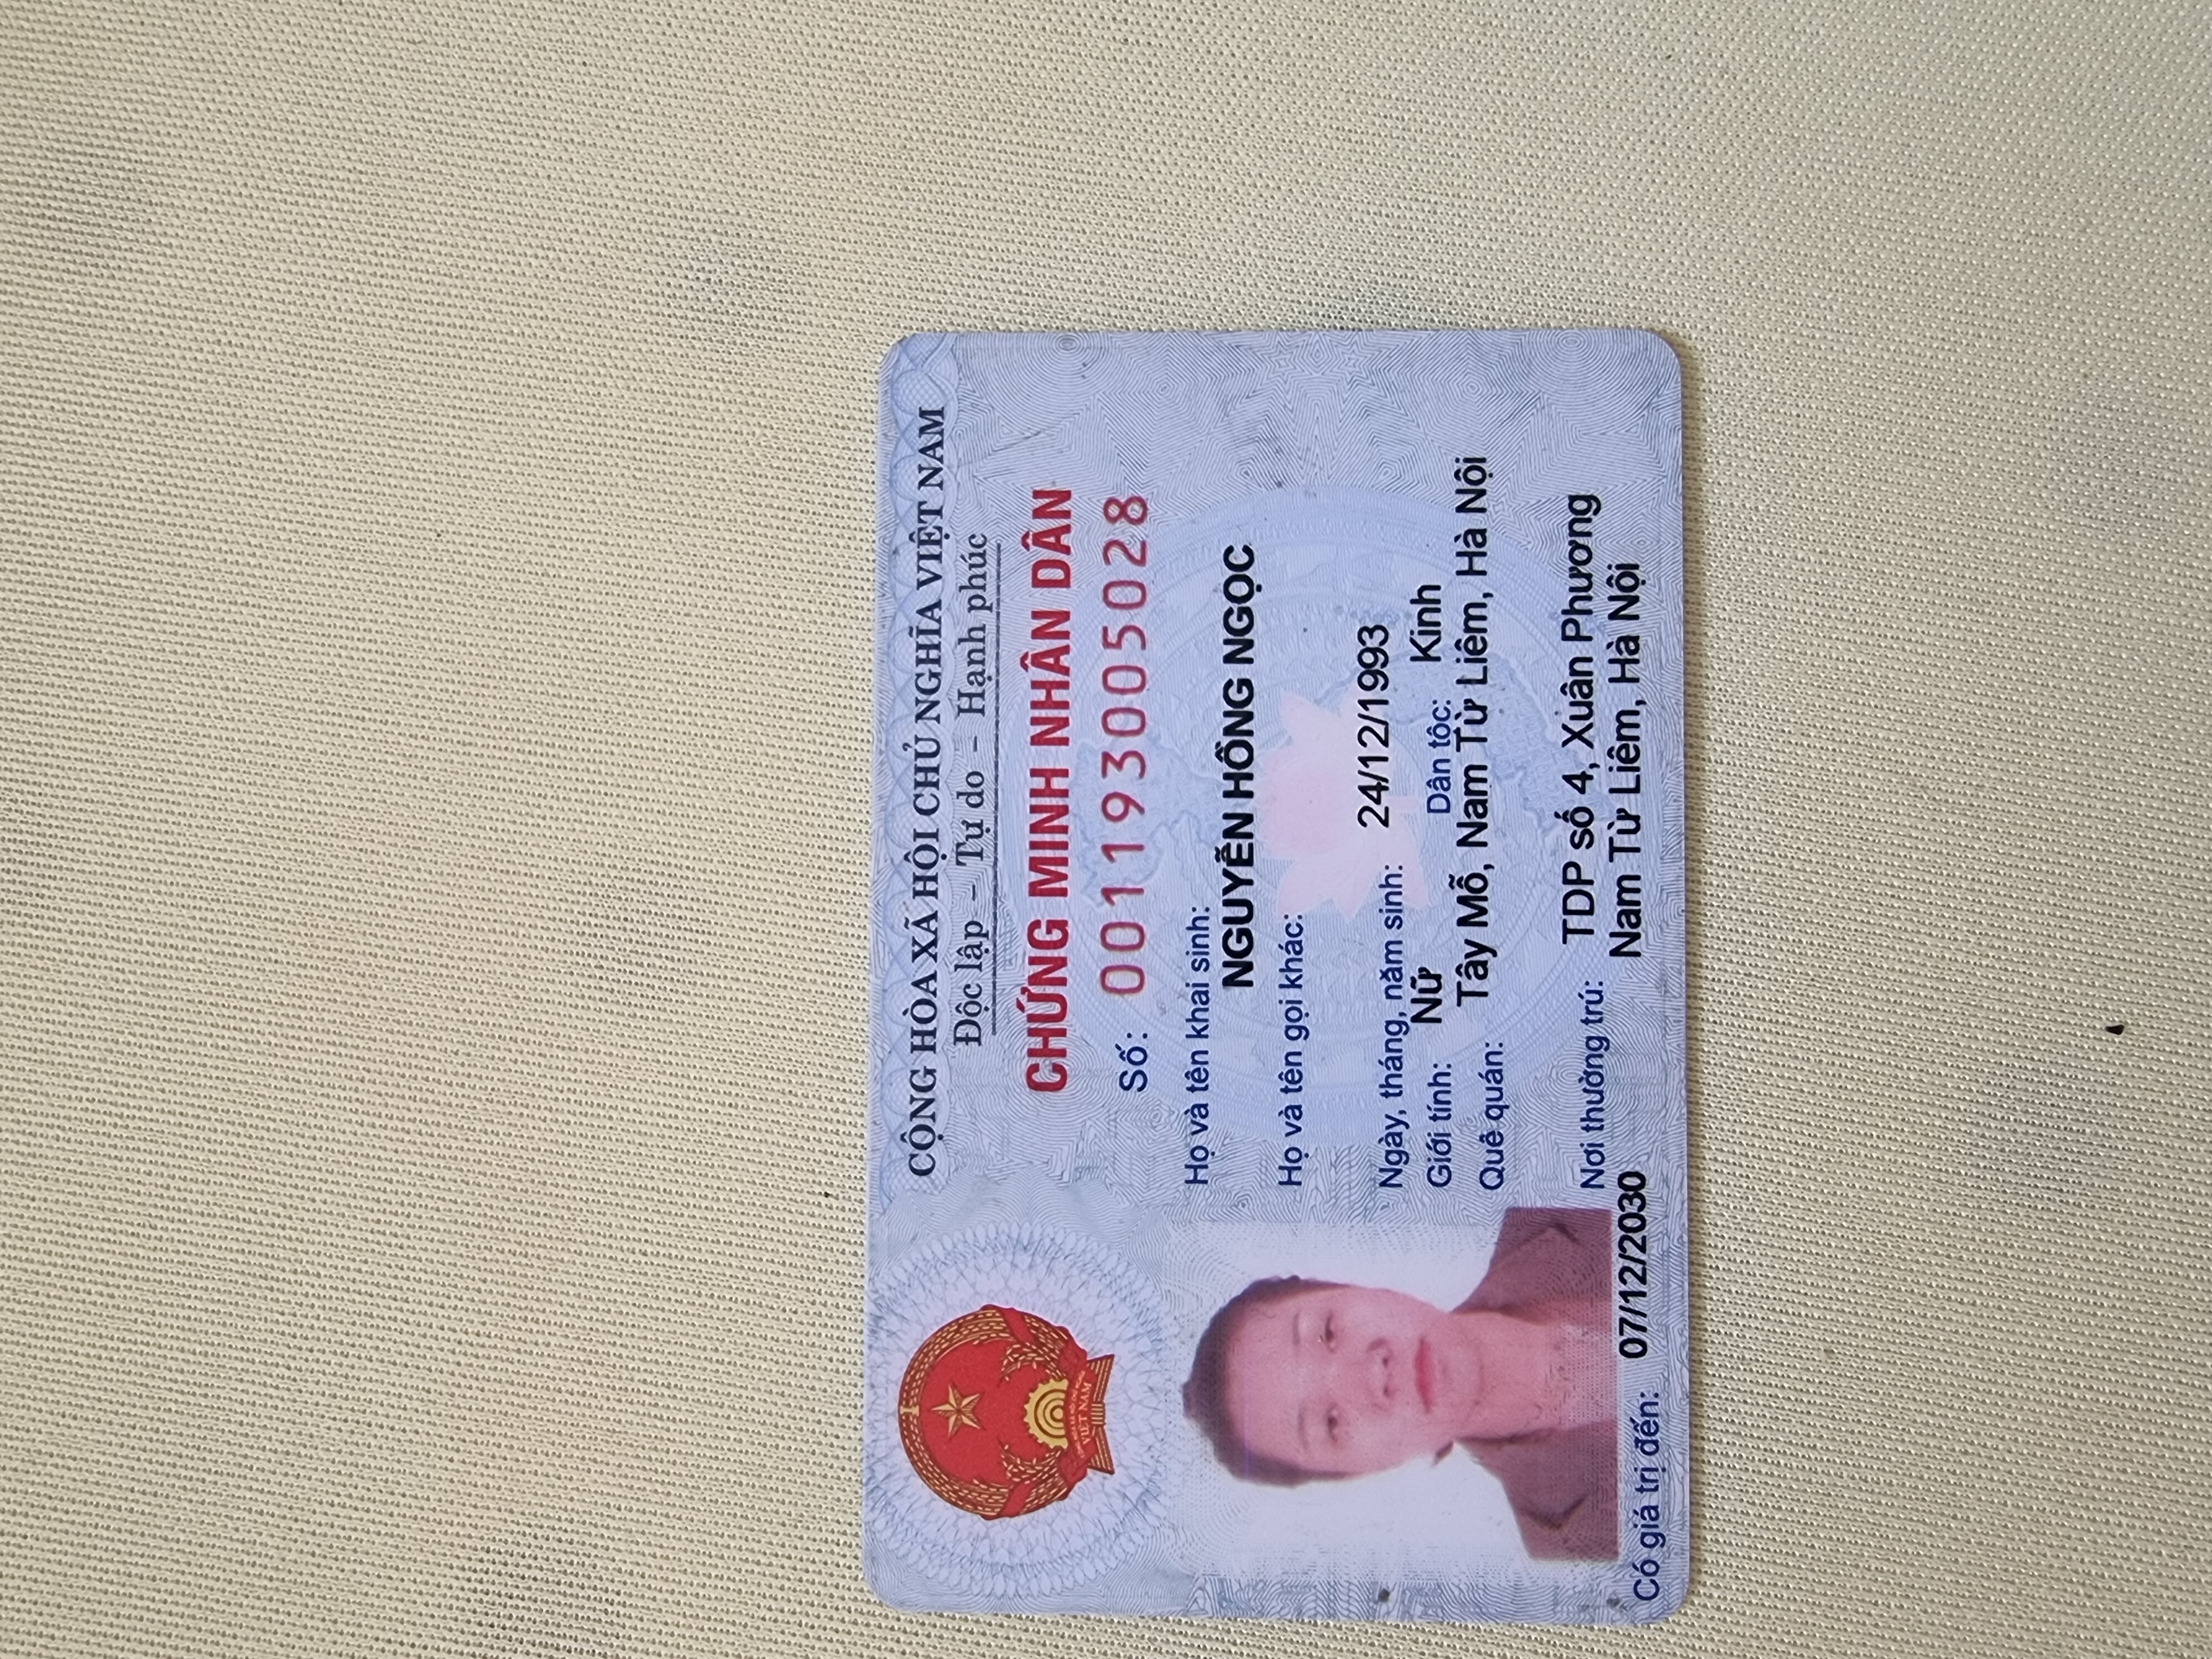 CỘNG HÒA XÃ HỘI CHỦ NGHĨA VIỆT NAM
Độc lập – Tự do – Hạnh phúc
CHỨNG MINH NHÂN DÂN
Số: 001193005028
Họ và tên khai sinh:
NGUYỄN HỒNG NGỌC
Họ và tên gọi khác:
Ngày, tháng, năm sinh: 24/12/1993
Giới tính: Nữ Dân tộc: Kinh
Quê quán: Tây Mỗ, Nam Từ Liêm, Hà Nội
Nơi thường trú: TDP số 4, Xuân Phương
Nam Từ Liêm, Hà Nội
Có giá trị đến: 07/12/2030
VIỆT NAM